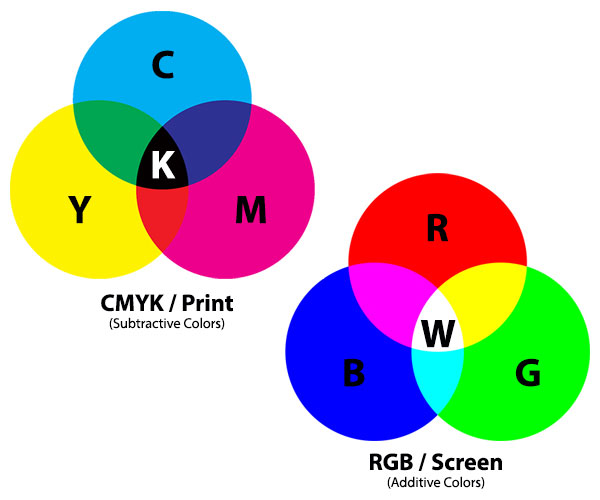 C
K
Y
M
CMYK / Print
(Subtractive Colors)
R
W
B
G
RGB / Screen
(Additive Colors)